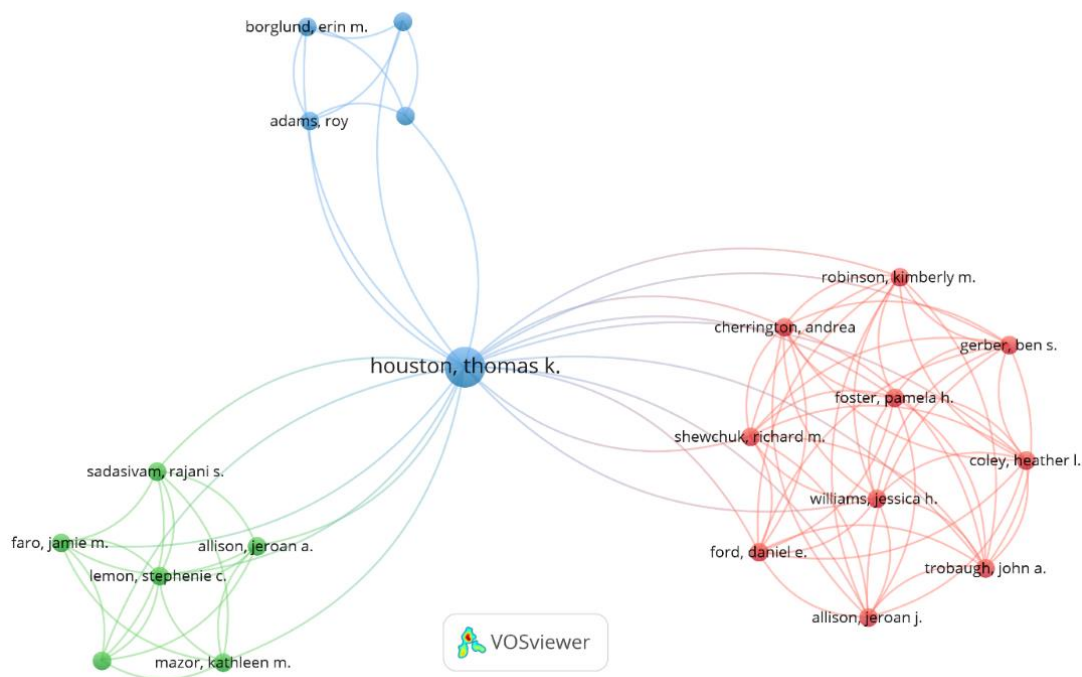 borglund, erin m.
adams, roy
robinson, kimberly m.
cherrington, andrea
gerber, ben s.
houston, thomas k.
foster, pamela h.
shewchuk, richard m.
coley, heather l.
sadasivam, rajani s.
williams, jessica h.
faro, jamie m.
allison, jeroan a.
ford, daniel e.
trobaugh, john a.
lemon, stephenie c.
allison, jeroan j.
mazor, kathleen m.
VOSviewer